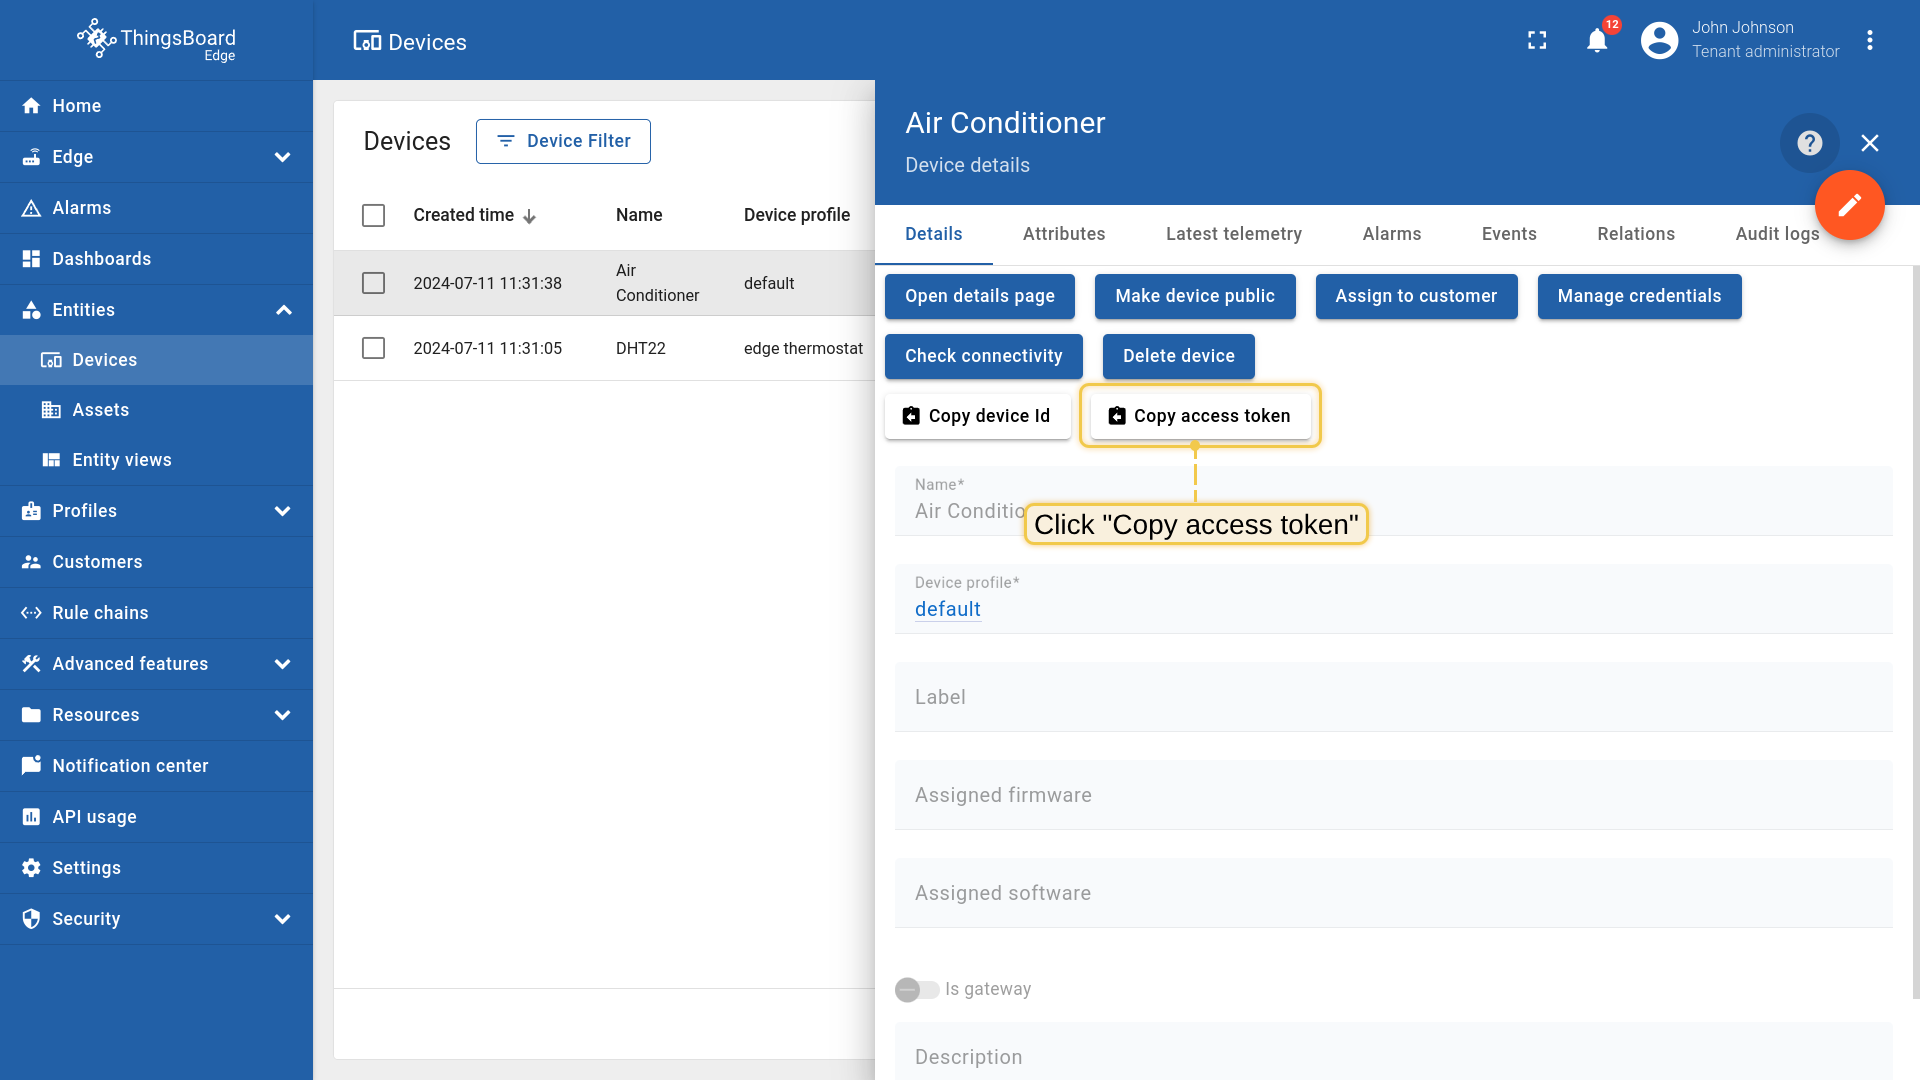 ThingsBoard
Edge
Home
Edge
Alarms
Dashboards
Entities
Devices
Assets
Entity views
Profiles
Customers
Rule chains
Advanced features
Resources
Notification center
API usage
Settings
Security
Devices
12
John Johnson
Tenant administrator
Devices
Device Filter
Created time
Name
Device profile
2024-07-11 11:31:38
Air
Conditioner
default
2024-07-11 11:31:05
DHT22
edge thermostat
Air Conditioner
Device details
Details
Attributes
Latest telemetry
Alarms
Events
Relations
Audit logs
Open details page
Make device public
Assign to customer
Manage credentials
Check connectivity
Delete device
Copy device Id
Copy access token
Name*
Air Conditio
Click "Copy access token"
Device profile*
default
Label
Assigned firmware
Assigned software
Is gateway
Description